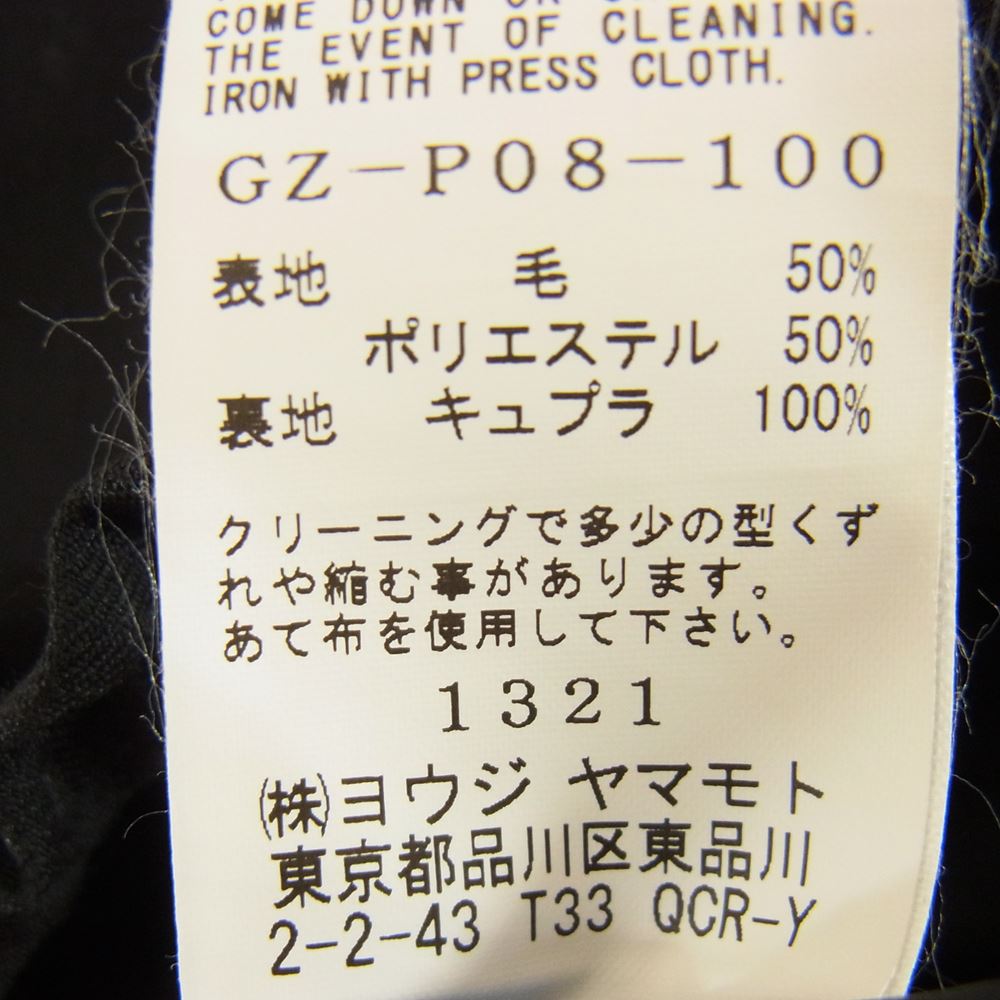 COME DOWN OR
THE EVENT OF CLEANING.
IRON WITH PRESS CLOTH.
GZ-P08-100
表地 毛 50%
ポリエステル 50%
裏地 キュプラ 100%
クリーニングで多少の型くず
れや縮む事があります。
あて布を使用して下さい。
1321
(株)ヨウジ ヤマモト
東京都品川区東品川
2-2-43 T33 QCR-Y